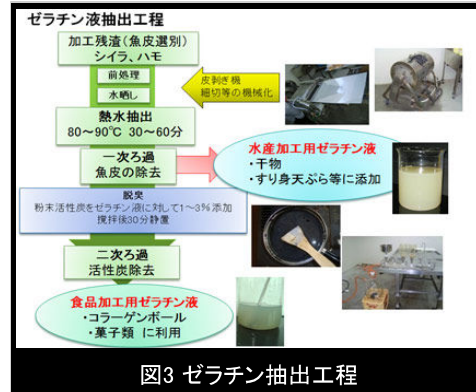 ゼラチン液抽出工程
加工残渣(魚皮選別)
シイラ、ハモ
前処理
水晒し
皮剥ぎ機
細切等の機械化
熱水抽出
80~90℃ 30~60分
一次ろ過
魚皮の除去
水産加工用ゼラチン液
・干物
・すり身天ぷら等に添加
脱臭
粉末活性炭をゼラチン液に対して1~3%添加
攪拌後30分静置
二次ろ過
活性炭除去
食品加工用ゼラチン液
・コラーゲンボール
・菓子類 に利用
図3 ゼラチン抽出工程